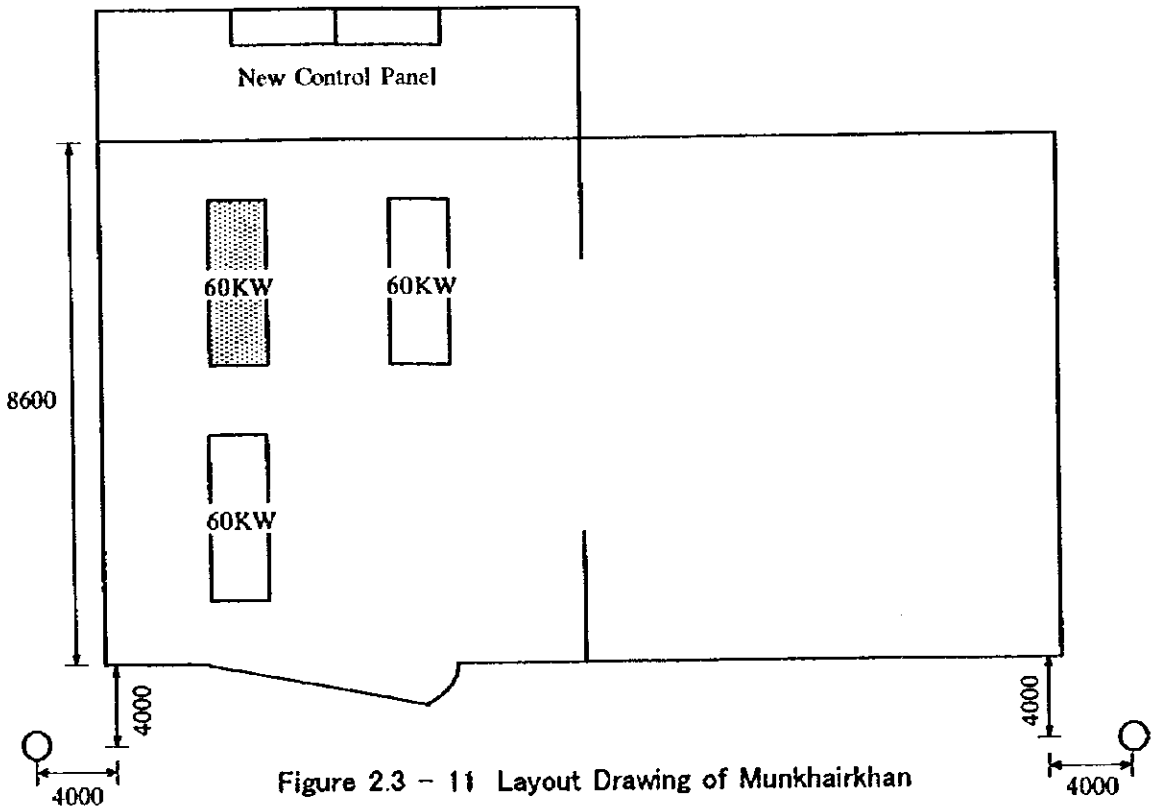 New Control Panel
60KW
60KW
8600
60KW
4000
4000
4000
4000
Figure 2.3 - 11 Layout Drawing of Munkhairkhan